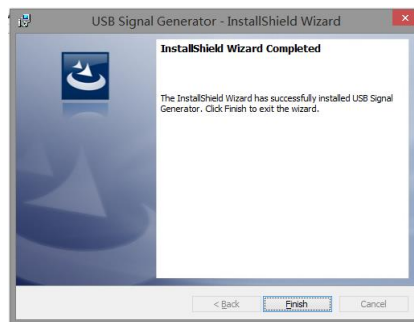 USB Signal Generator - InstallShield Wizard
InstallShield Wizard Completed
The InstallShield Wizard has successfully installed USB Signal
Generator. Click Finish to exit the wizard.
< Back
Finish
Cancel